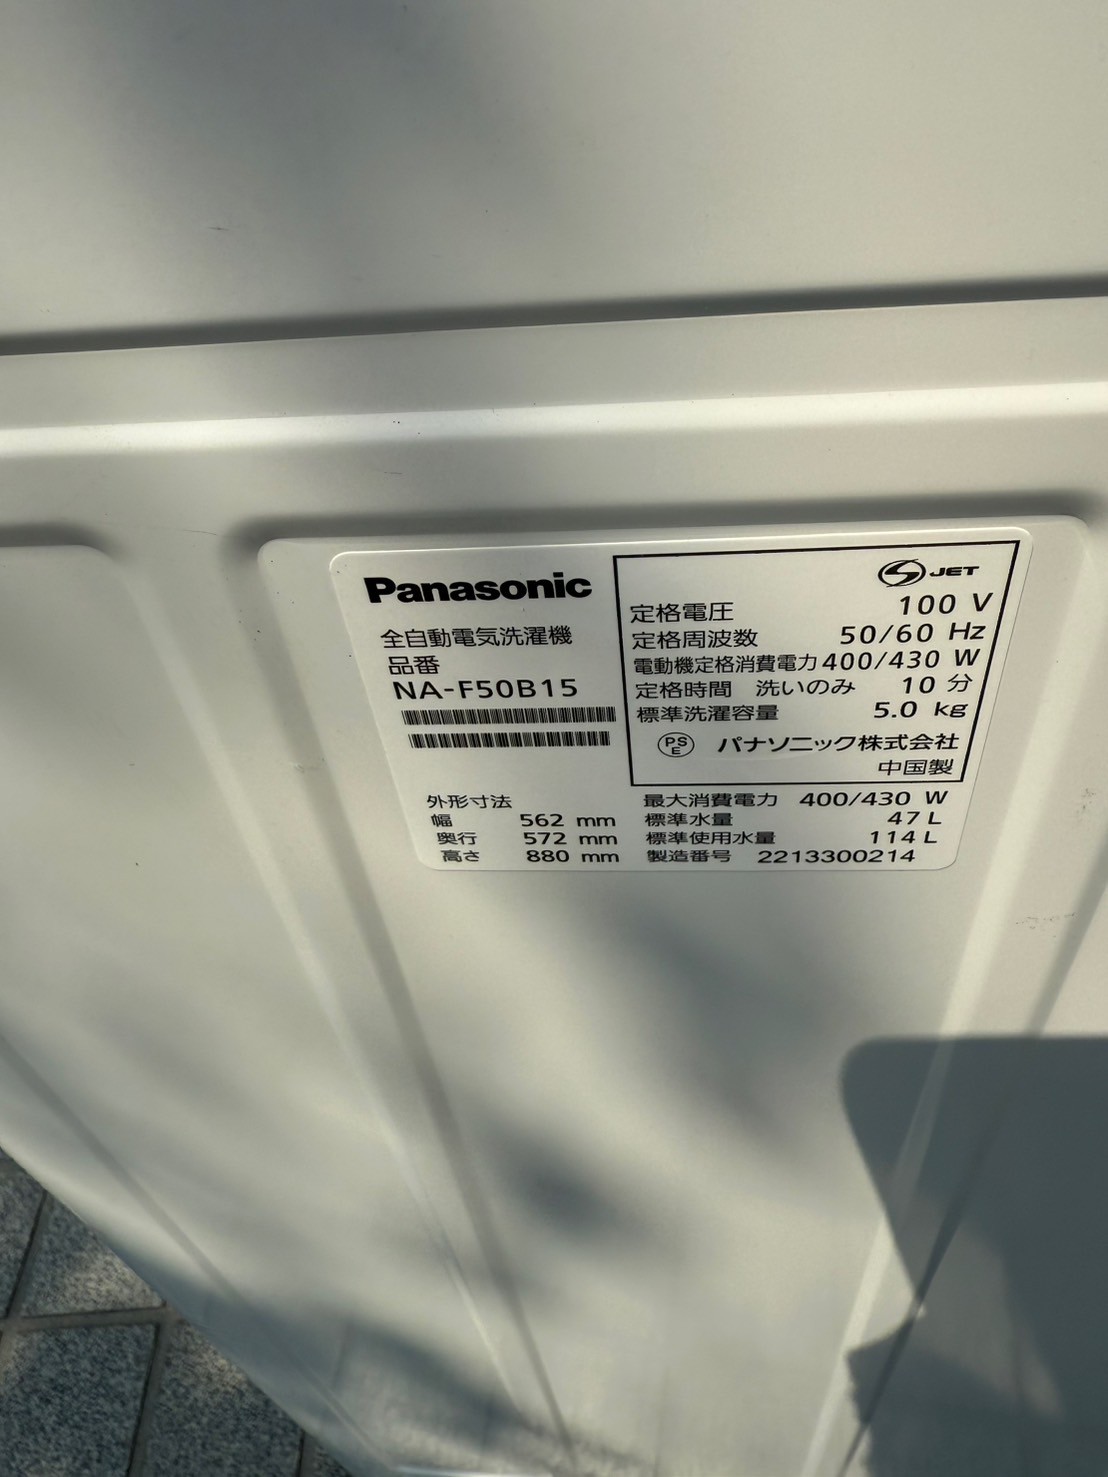 Panasonic
全自動電気洗濯機
品番
NA-F50B15
外形寸法
幅 562 mm
奥行 572 mm
高さ 880 mm
JET
定格電圧 100 V
定格周波数 50/60 Hz
電動機定格消費電力 400/430 W
定格時間 洗いのみ 10 分
標準洗濯容量 5.0 kg
PS E パナソニック株式会社
中国製
最大消費電力 400/430 W
標準水量 47 L
標準使用水量 114 L
製造番号 2213300214